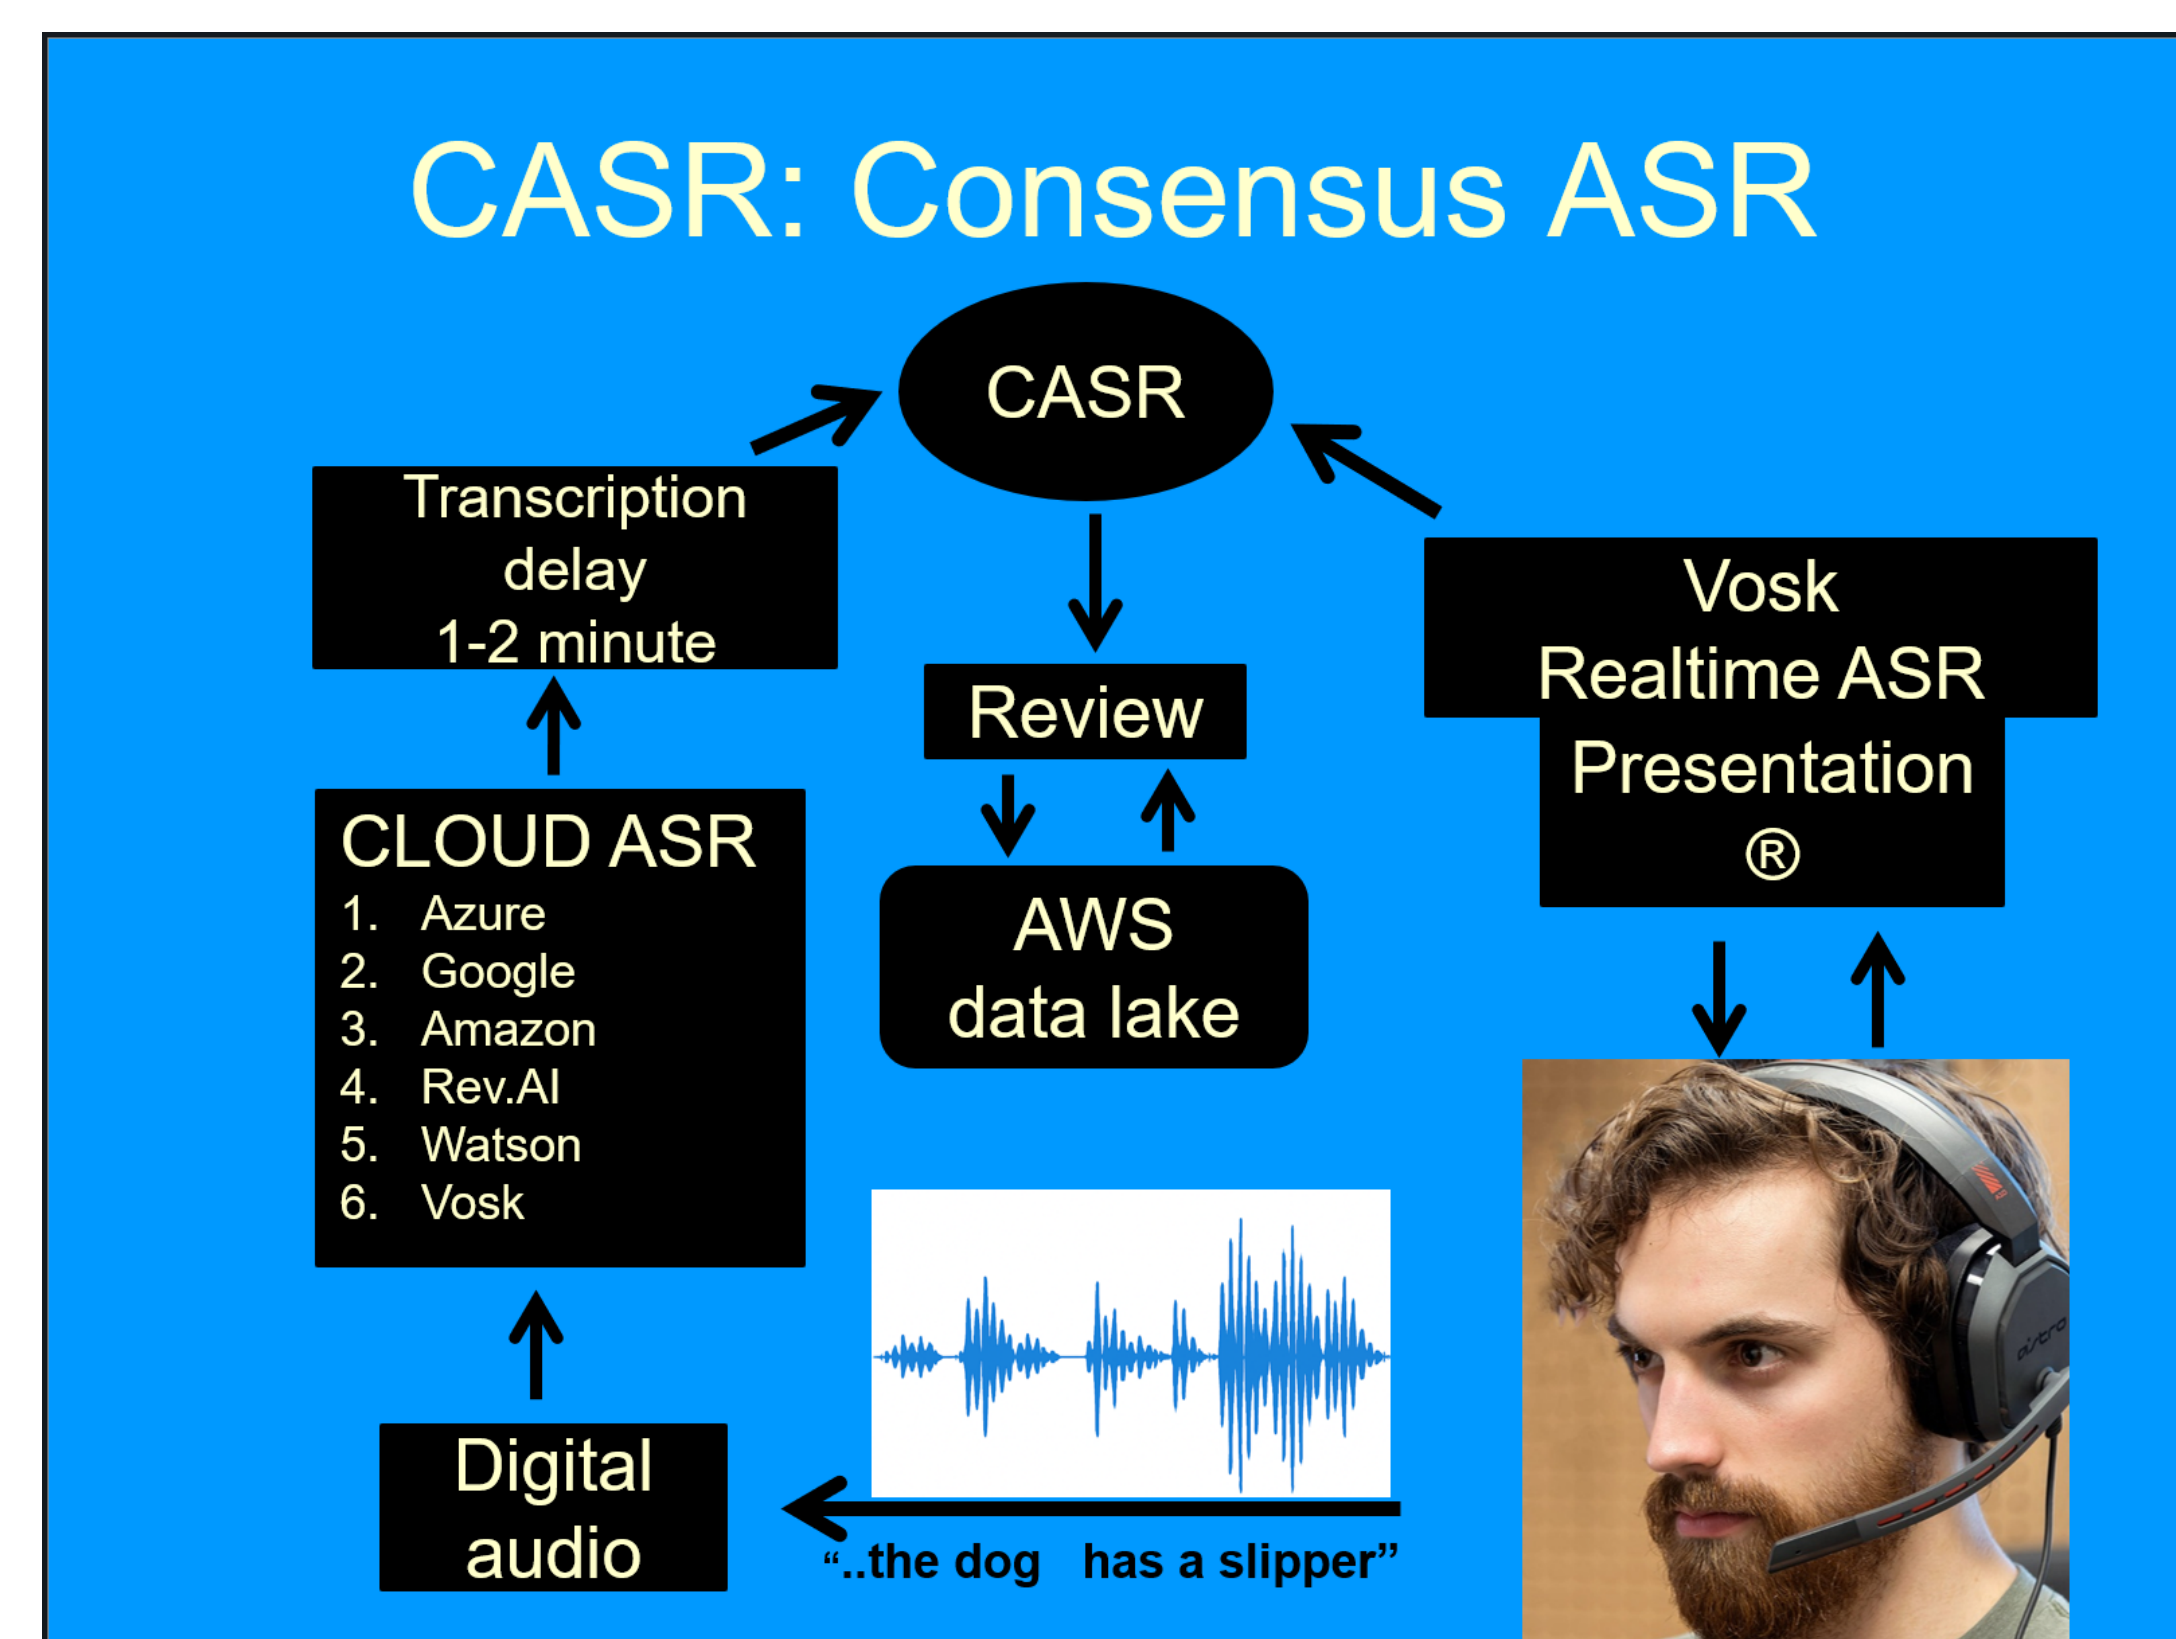 CASR: Consensus ASR
CASR
Transcription
delay
1-2 minute
Vosk
Realtime ASR
Presentation
®
Review
CLOUD ASR
1. Azure
2. Google
3. Amazon
4. Rev.AI
5. Watson
6. Vosk
AWS
data lake
astro
Digital
audio
“..the dog has a slipper”